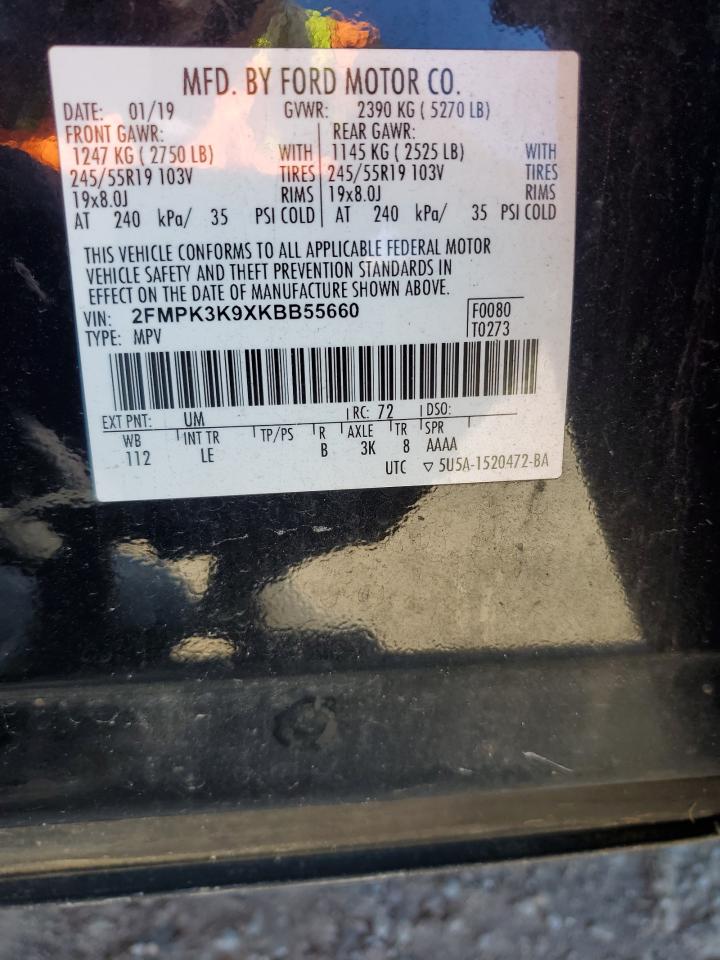 MFD. BY FORD MOTOR CO.
DATE: 01/19 GVWR: 2390 KG ( 5270 LB)
FRONT GAWR: REAR GAWR:
1247 KG ( 2750 LB) WITH 1145 KG ( 2525 LB) WITH
245/55R19 103V TIRES 245/55R19 103V TIRES
19x8.0J RIMS 19x8.0J RIMS
AT 240 kPa/ 35 PSI COLD AT 240 kPa/ 35 PSI COLD
THIS VEHICLE CONFORMS TO ALL APPLICABLE FEDERAL MOTOR
VEHICLE SAFETY AND THEFT PREVENTION STANDARDS IN
EFFECT ON THE DATE OF MANUFACTURE SHOWN ABOVE.
VIN: 2FMPK3K9XKBB55660 F0080
TYPE: MPV T0273
EXT PNT: UM RC: 72 DSO:
WB INT TR TP/PS R AXLE TR SPR
112 LE B 3K 8 AAAA
UTC ▽ 5U5A-1520472-BA